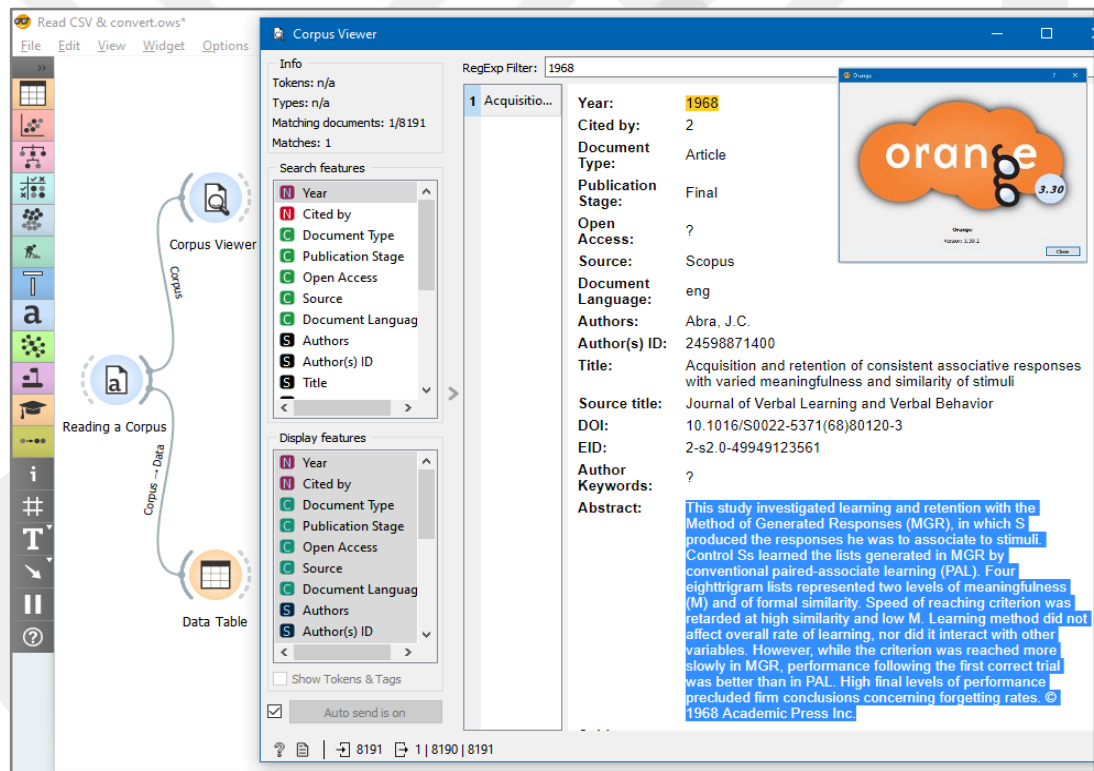 Read CSV & convert.ows*
File Edit View Widget Options
Corpus Viewer
Reading a Corpus
Data Table
Corpus
Corpus → Data
Corpus Viewer
Info
Tokens: n/a
Types: n/a
Matching documents: 1/8191
Matches: 1
Search features
N Year
N Cited by
C Document Type
C Publication Stage
C Open Access
C Source
C Document Languag
S Authors
S Author(s) ID
S Title
Display features
N Year
N Cited by
C Document Type
C Publication Stage
C Open Access
C Source
C Document Languag
S Authors
S Author(s) ID
Show Tokens & Tags
Auto send is on
8191 1 | 8190 | 8191
RegExp Filter: 1968
1 Acquisitio...
Year: 1968
Cited by: 2
Document
Type: Article
Publication
Stage: Final
Open
Access: ?
Source: Scopus
Document
Language: eng
Authors: Abra, J.C.
Author(s) ID: 24598871400
Title: Acquisition and retention of consistent associative responses
with varied meaningfulness and similarity of stimuli
Source title: Journal of Verbal Learning and Verbal Behavior
DOI: 10.1016/S0022-5371(68)80120-3
EID: 2-s2.0-49949123561
Author
Keywords: ?
Abstract: This study investigated learning and retention with the
Method of Generated Responses (MGR), in which S
produced the responses he was to associate to stimuli.
Control Ss learned the lists generated in MGR by
conventional paired-associate learning (PAL). Four
eighttrigram lists represented two levels of meaningfulness
(M) and of formal similarity. Speed of reaching criterion was
retarded at high similarity and low M. Learning method did not
affect overall rate of learning, nor did it interact with other
variables. However, while the criterion was reached more
slowly in MGR, performance following the first correct trial
was better than in PAL. High final levels of performance
precluded firm conclusions concerning forgetting rates. ©
1968 Academic Press Inc.
Orange
orange
3.30
Orange
Version: 3.30.2
Close